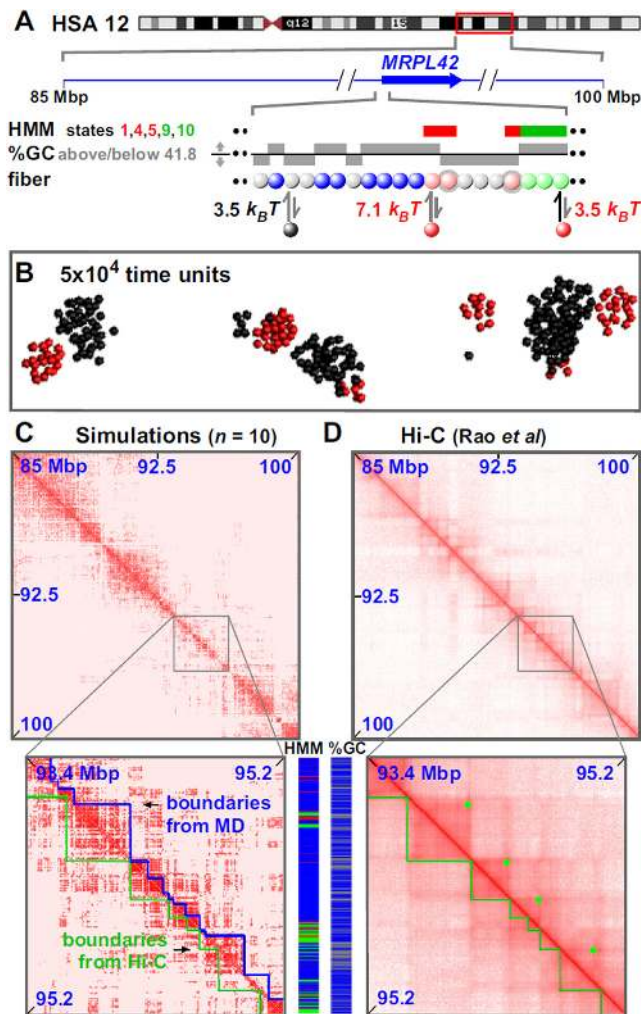 A HSA 12 q12 15
MRPL42
85 Mbp 100 Mbp
HMM states 1,4,5,9,10
%GC above/below 41.8
fiber
3.5 kBT 7.1 kBT 3.5 kBT
B 5x10⁴ time units
C Simulations (n = 10)
85 Mbp 92.5 100
92.5
100
D Hi-C (Rao et al)
85 Mbp 92.5 100
92.5
100
HMM %GC
93.4 Mbp 95.2
boundaries
from MD
boundaries
from Hi-C
95.2
93.4 Mbp 95.2
95.2